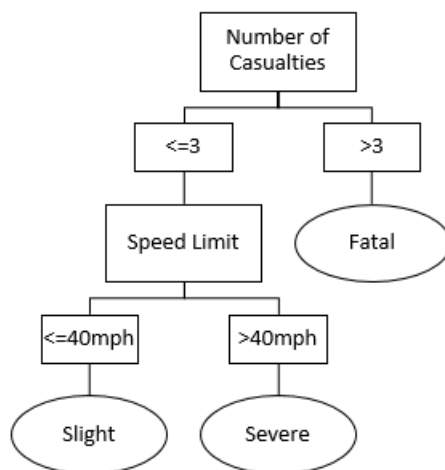 Number of
Casualties
<=3
>3
Speed Limit
Fatal
<=40mph
>40mph
Slight
Severe